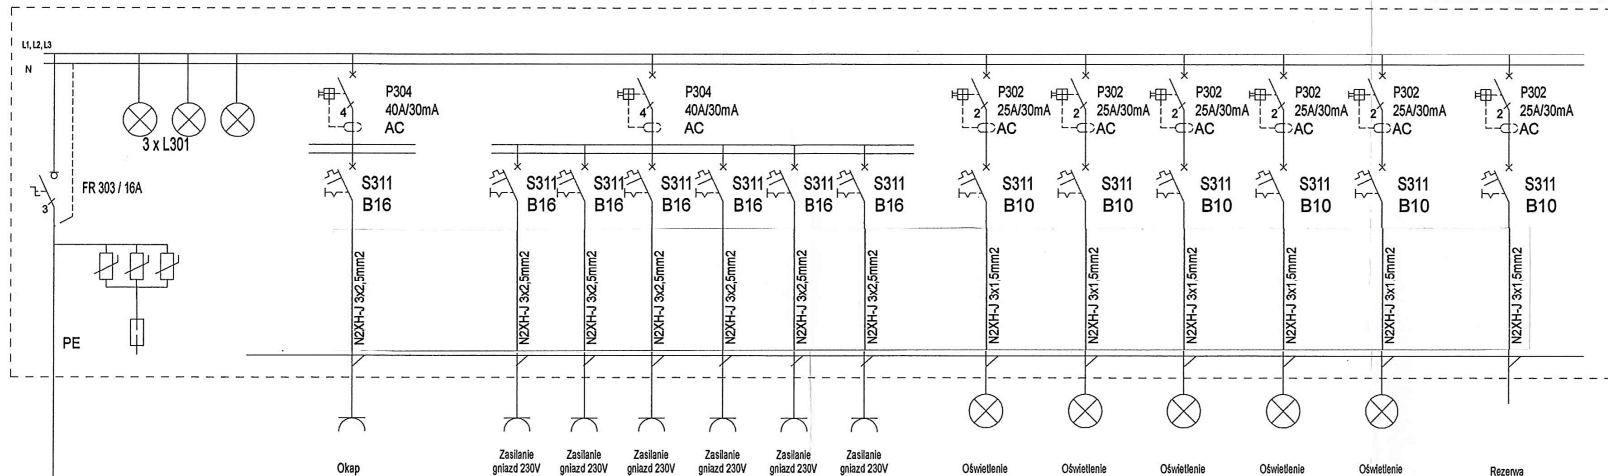 L1, L2, L3
N
P304
40A/30mA
4
AC
P304
40A/30mA
4
AC
P302
25A/30mA
2
AC
P302
25A/30mA
2
AC
P302
25A/30mA
2
AC
P302
25A/30mA
2
AC
P302
25A/30mA
2
AC
P302
25A/30mA
2
AC
3 x L301
FR 303 / 16A
3
S311
B16
S311
B16
S311
B16
S311
B16
S311
B16
S311
B16
S311
B16
S311
B10
S311
B10
S311
B10
S311
B10
S311
B10
S311
B10
N2XH-J 3x2,5mm2
N2XH-J 3x2,5mm2
N2XH-J 3x2,5mm2
N2XH-J 3x2,5mm2
N2XH-J 3x2,5mm2
N2XH-J 3x2,5mm2
N2XH-J 3x2,5mm2
N2XH-J 3x1,5mm2
N2XH-J 3x1,5mm2
N2XH-J 3x1,5mm2
N2XH-J 3x1,5mm2
N2XH-J 3x1,5mm2
N2XH-J 3x1,5mm2
PE
Okap
Zasilanie
gniazd 230V
Zasilanie
gniazd 230V
Zasilanie
gniazd 230V
Zasilanie
gniazd 230V
Zasilanie
gniazd 230V
Zasilanie
gniazd 230V
Oświetlenie
Oświetlenie
Oświetlenie
Oświetlenie
Oświetlenie
Rezerwa